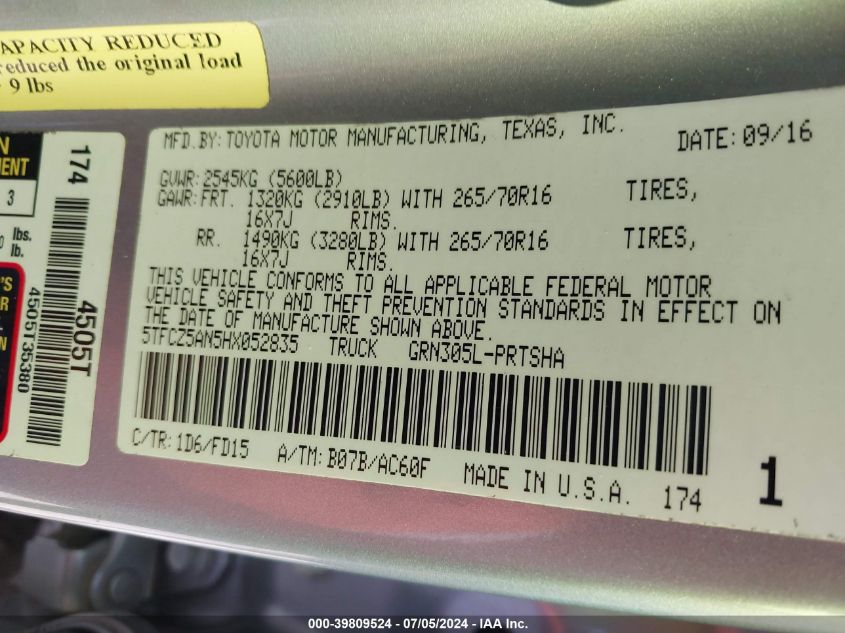 APACITY REDUCED
reduced the original load
9 lbs
N
MENT
3
lbs.
lb.
'S
ER
174
4505T
4505T35380
MFD.BY: TOYOTA MOTOR MANUFACTURING, TEXAS, INC. DATE: 09/16
GVWR: 2545KG (5600LB)
GAWR: FRT. 1320KG (2910LB) WITH 265/70R16 TIRES,
16X7J RIMS.
RR. 1490KG (3280LB) WITH 265/70R16 TIRES,
16X7J RIMS.
THIS VEHICLE CONFORMS TO ALL APPLICABLE FEDERAL MOTOR
VEHICLE SAFETY AND THEFT PREVENTION STANDARDS IN EFFECT ON
THE DATE OF MANUFACTURE SHOWN ABOVE.
5TFCZ5AN5HX052835 TRUCK GRN305L-PRTSHA
C/TR: 1D6/FD15 A/TM: B07B/AC60F MADE IN U.S.A. 174 1
000-39809524 - 07/05/2024 - IAA Inc.